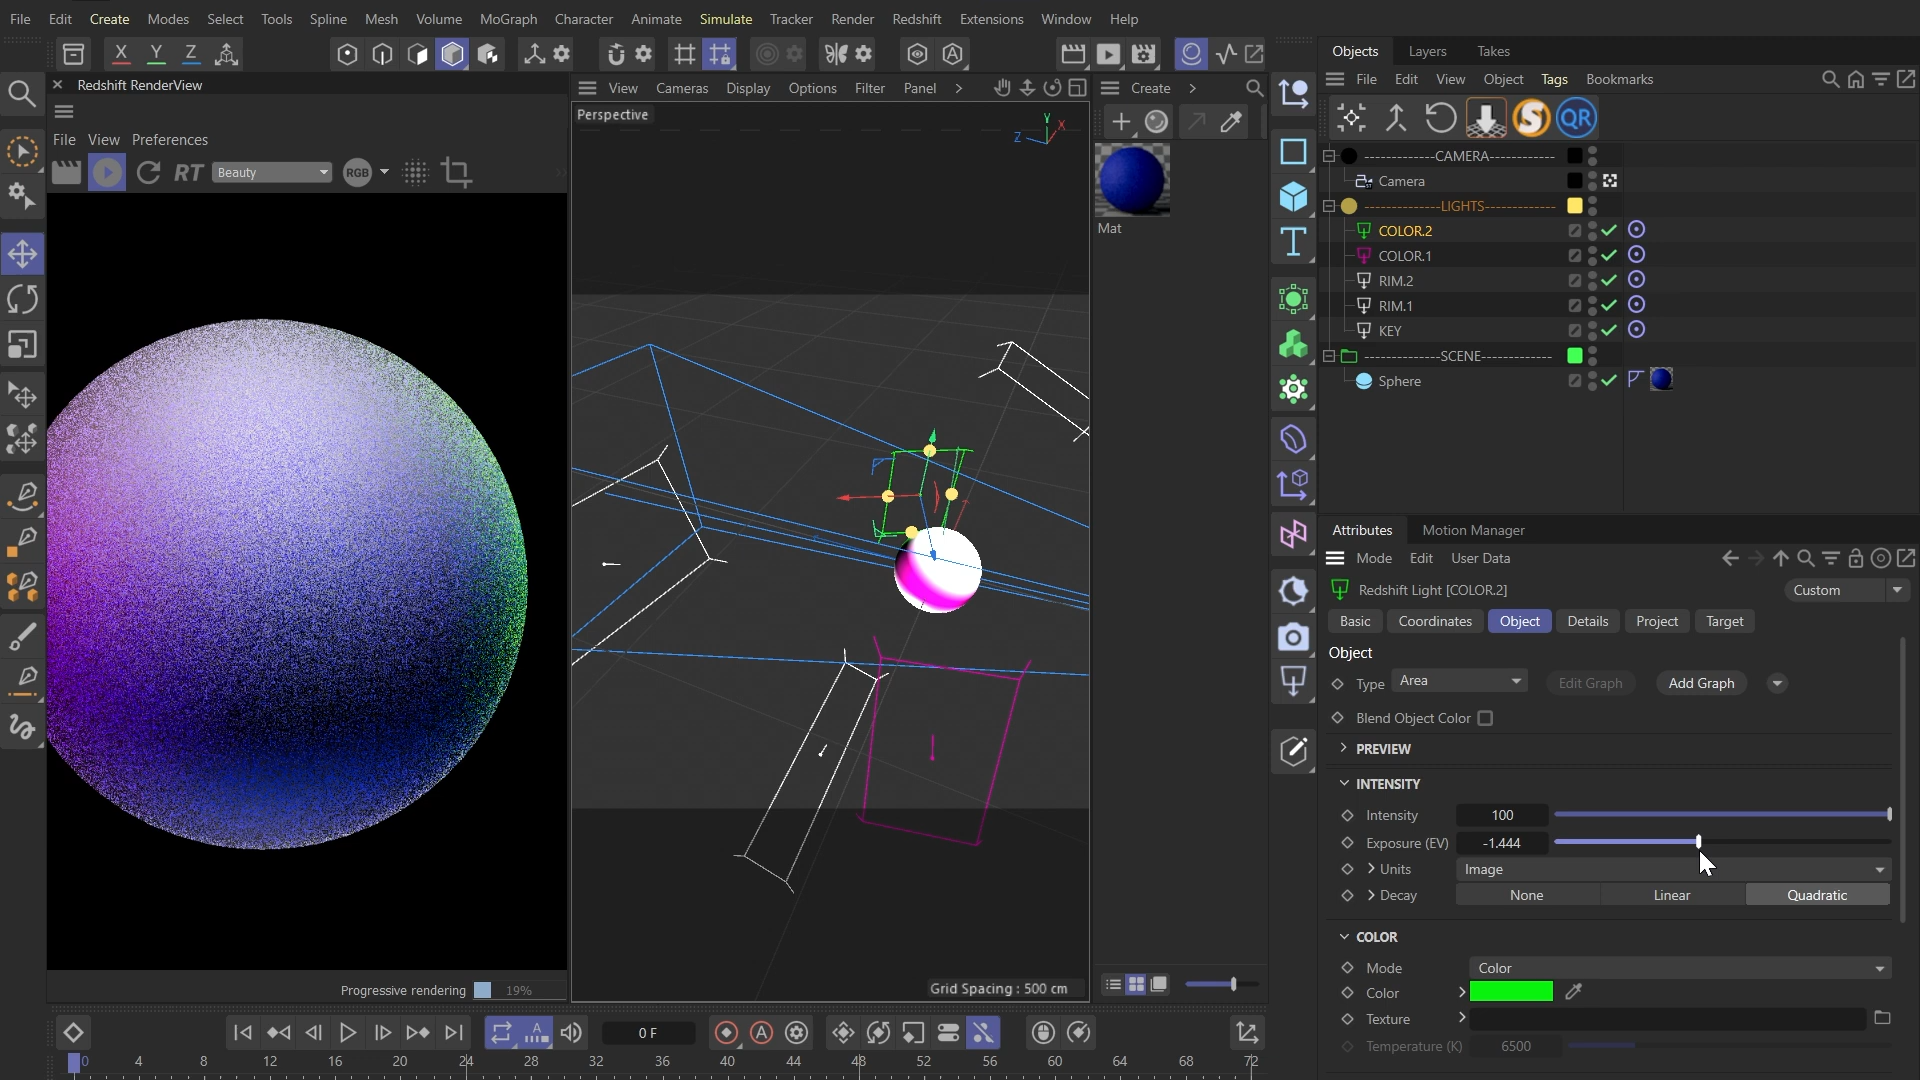 File Edit Create Modes Select Tools Spline Mesh Volume MoGraph Character Animate Simulate Tracker Render Redshift Extensions Window Help
X Y Z
Redshift RenderView
File View Preferences
RT Beauty RGB
Progressive rendering 19%
View Cameras Display Options Filter Panel
Perspective
Y
X
Z
Grid Spacing : 500 cm
Create
Mat
Objects Layers Takes
File Edit View Object Tags Bookmarks
S QR
-------------CAMERA------------
Camera
--------------LIGHTS-------------
COLOR.2
COLOR.1
RIM.2
RIM.1
KEY
--------------SCENE-------------
Sphere
Attributes Motion Manager
Mode Edit User Data
Redshift Light [COLOR.2] Custom
Basic Coordinates Object Details Project Target
Object
Type Area Edit Graph Add Graph
Blend Object Color
PREVIEW
INTENSITY
Intensity 100
Exposure (EV) -1.444
Units Image
Decay None Linear Quadratic
COLOR
Mode Color
Color
Texture
Temperature (K) 6500
A 0 F A
0 4 8 12 16 20 24 28 32 36 40 44 48 52 56 60 64 68 72